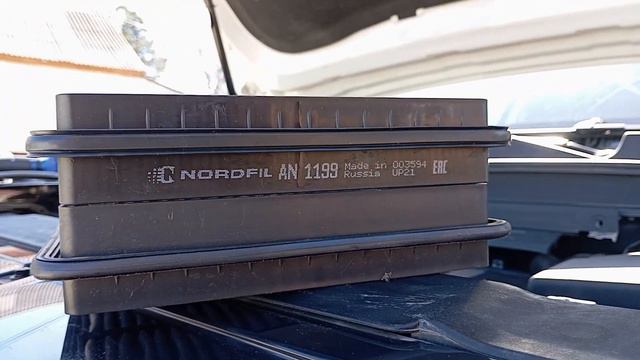 NORDFIL AN 1199 Made in 003594 EAC
Russia UP21